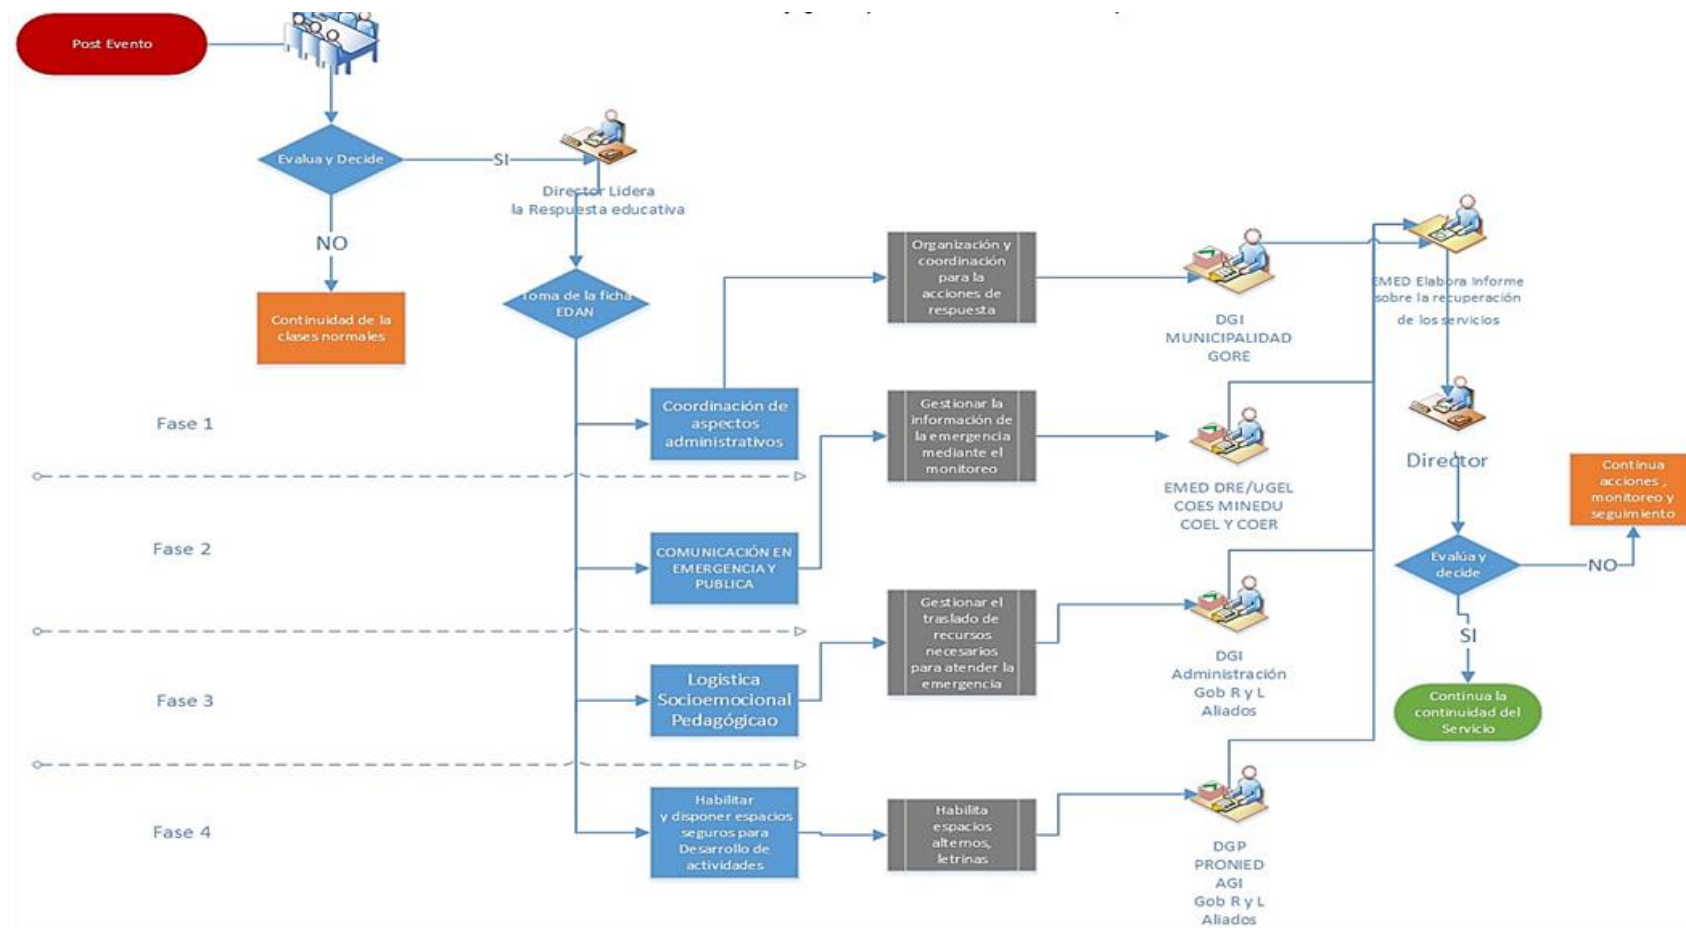 Post Evento
Evalua y Decide
SI
Director Lidera
la Respuesta educativa
NO
Continuidad de la
clases normales
Toma de la ficha
EDAN
Fase 1
Coordinación de
aspectos
administrativos
Organización y
coordinación
para la
acciones de
respuesta
DGI
MUNICIPALIDAD
GORE
EMED Elabora Informe
sobre la recuperación
de los servicios
Gestionar la
información de
la emergencia
mediante el
monitoreo
EMED DRE/UGEL
COES MINEDU
COEL Y COER
Director
Continua
acciones ,
monitoreo y
seguimiento
Fase 2
COMUNICACIÓN EN
EMERGENCIA Y
PUBLICA
Evalúa y
decide
NO
SI
Continua la
continuidad del
Servicio
Fase 3
Logistica
Socioemocional
Pedagógicao
Gestionar el
traslado de
recursos
necesarios
para atender la
emergencia
DGI
Administración
Gob R y L
Aliados
Fase 4
Habilitar
y disponer espacios
seguros para
Desarrollo de
actividades
Habilita
espacios
alternos,
letrinas
DGP
PRONIED
AGI
Gob R y L
Aliados